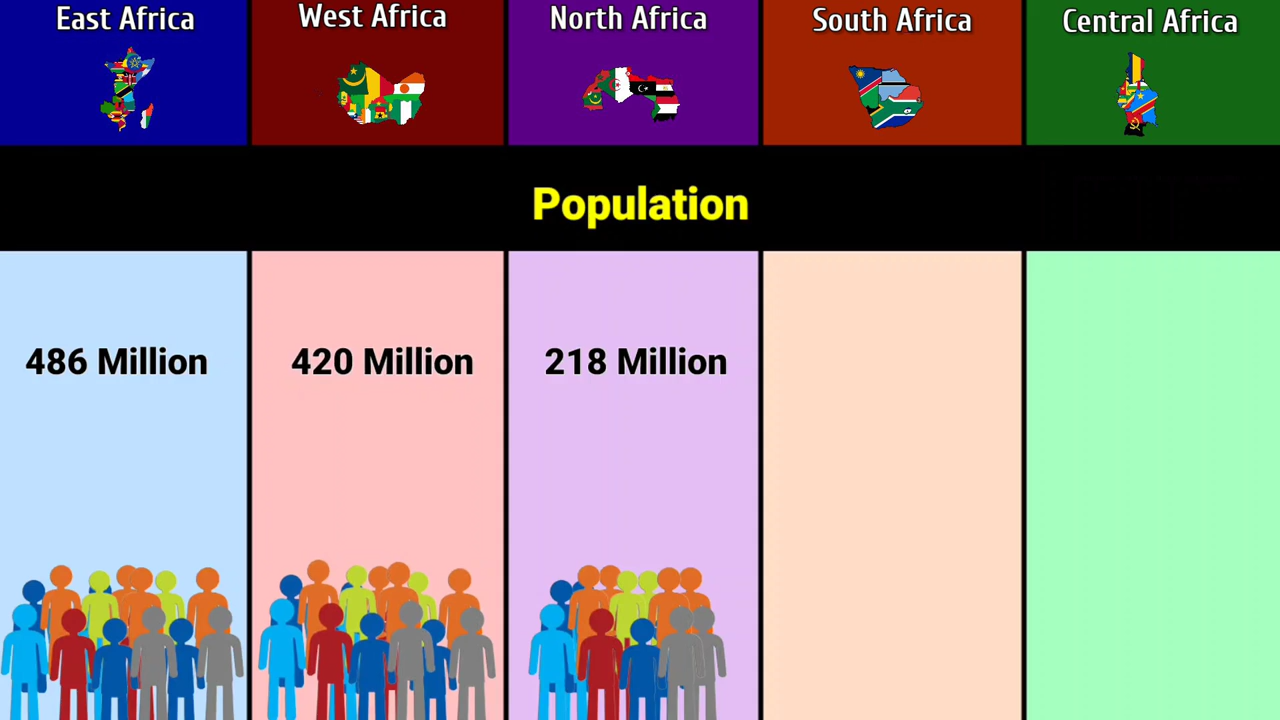 East Africa
West Africa
North Africa
South Africa
Central Africa
Population
486 Million
420 Million
218 Million